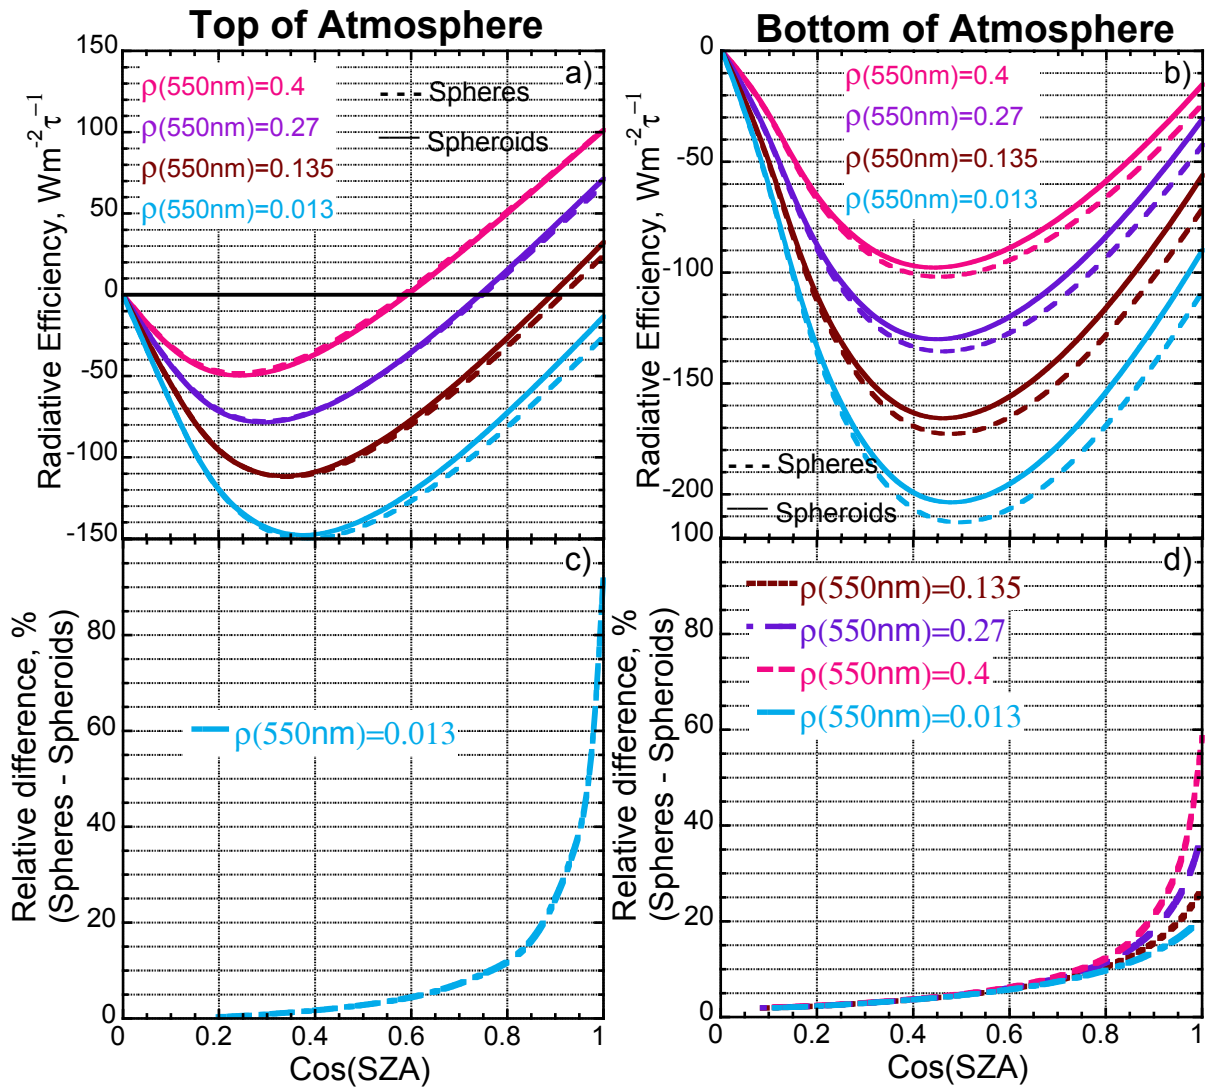 Top of Atmosphere
Bottom of Atmosphere
a)
ρ(550nm)=0.4
ρ(550nm)=0.27
ρ(550nm)=0.135
ρ(550nm)=0.013
Spheres
Spheroids
150
100
50
0
-50
-100
-150
Radiative Efficiency, Wm⁻²τ⁻¹
b)
ρ(550nm)=0.4
ρ(550nm)=0.27
ρ(550nm)=0.135
ρ(550nm)=0.013
Spheres
Spheroids
0
-50
-100
-150
-200
Radiative Efficiency, Wm⁻²τ⁻¹
c)
ρ(550nm)=0.013
80
60
40
20
0
Relative difference, %
(Spheres - Spheroids)
0
0.2
0.4
0.6
0.8
1
Cos(SZA)
d)
ρ(550nm)=0.135
ρ(550nm)=0.27
ρ(550nm)=0.4
ρ(550nm)=0.013
100
80
60
40
20
0
Relative difference, %
(Spheres - Spheroids)
0
0.2
0.4
0.6
0.8
1
Cos(SZA)